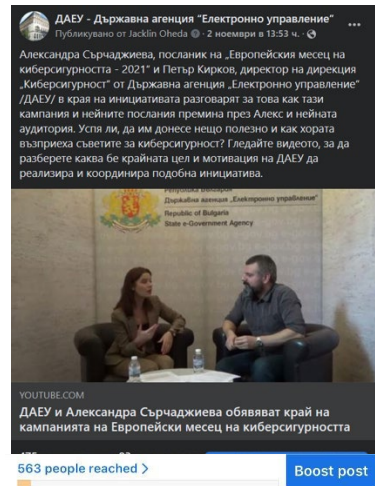 ДАЕУ - Държавна агенция "Електронно управление"
Публикувано от Jacklin Oheda · 2 ноември в 13:53 ч. ·
Александра Сърчаджиева, посланик на „Европейския месец на
киберсигурността - 2021" и Петър Кирков, директор на дирекция
„Киберсигурност" от Държавна агенция „Електронно управление"
/ДАЕУ/ в края на инициативата разговарят за това как тази
кампания и нейните послания премина през Алекс и нейната
аудитория. Успя ли, да им донесе нещо полезно и как хората
възприеха съветите за киберсигурност? Гледайте видеото, за да
разберете каква бе крайната цел и мотивация на ДАЕУ да
реализира и координира подобна инициатива.
Република България
Държавна агенция „Електронно управление"
Republic of Bulgaria
State e-Government Agency
YOUTUBE.COM
ДАЕУ и Александра Сърчаджиева обявяват край на
кампанията на Европейски месец на киберсигурността
563 people reached >
Boost post